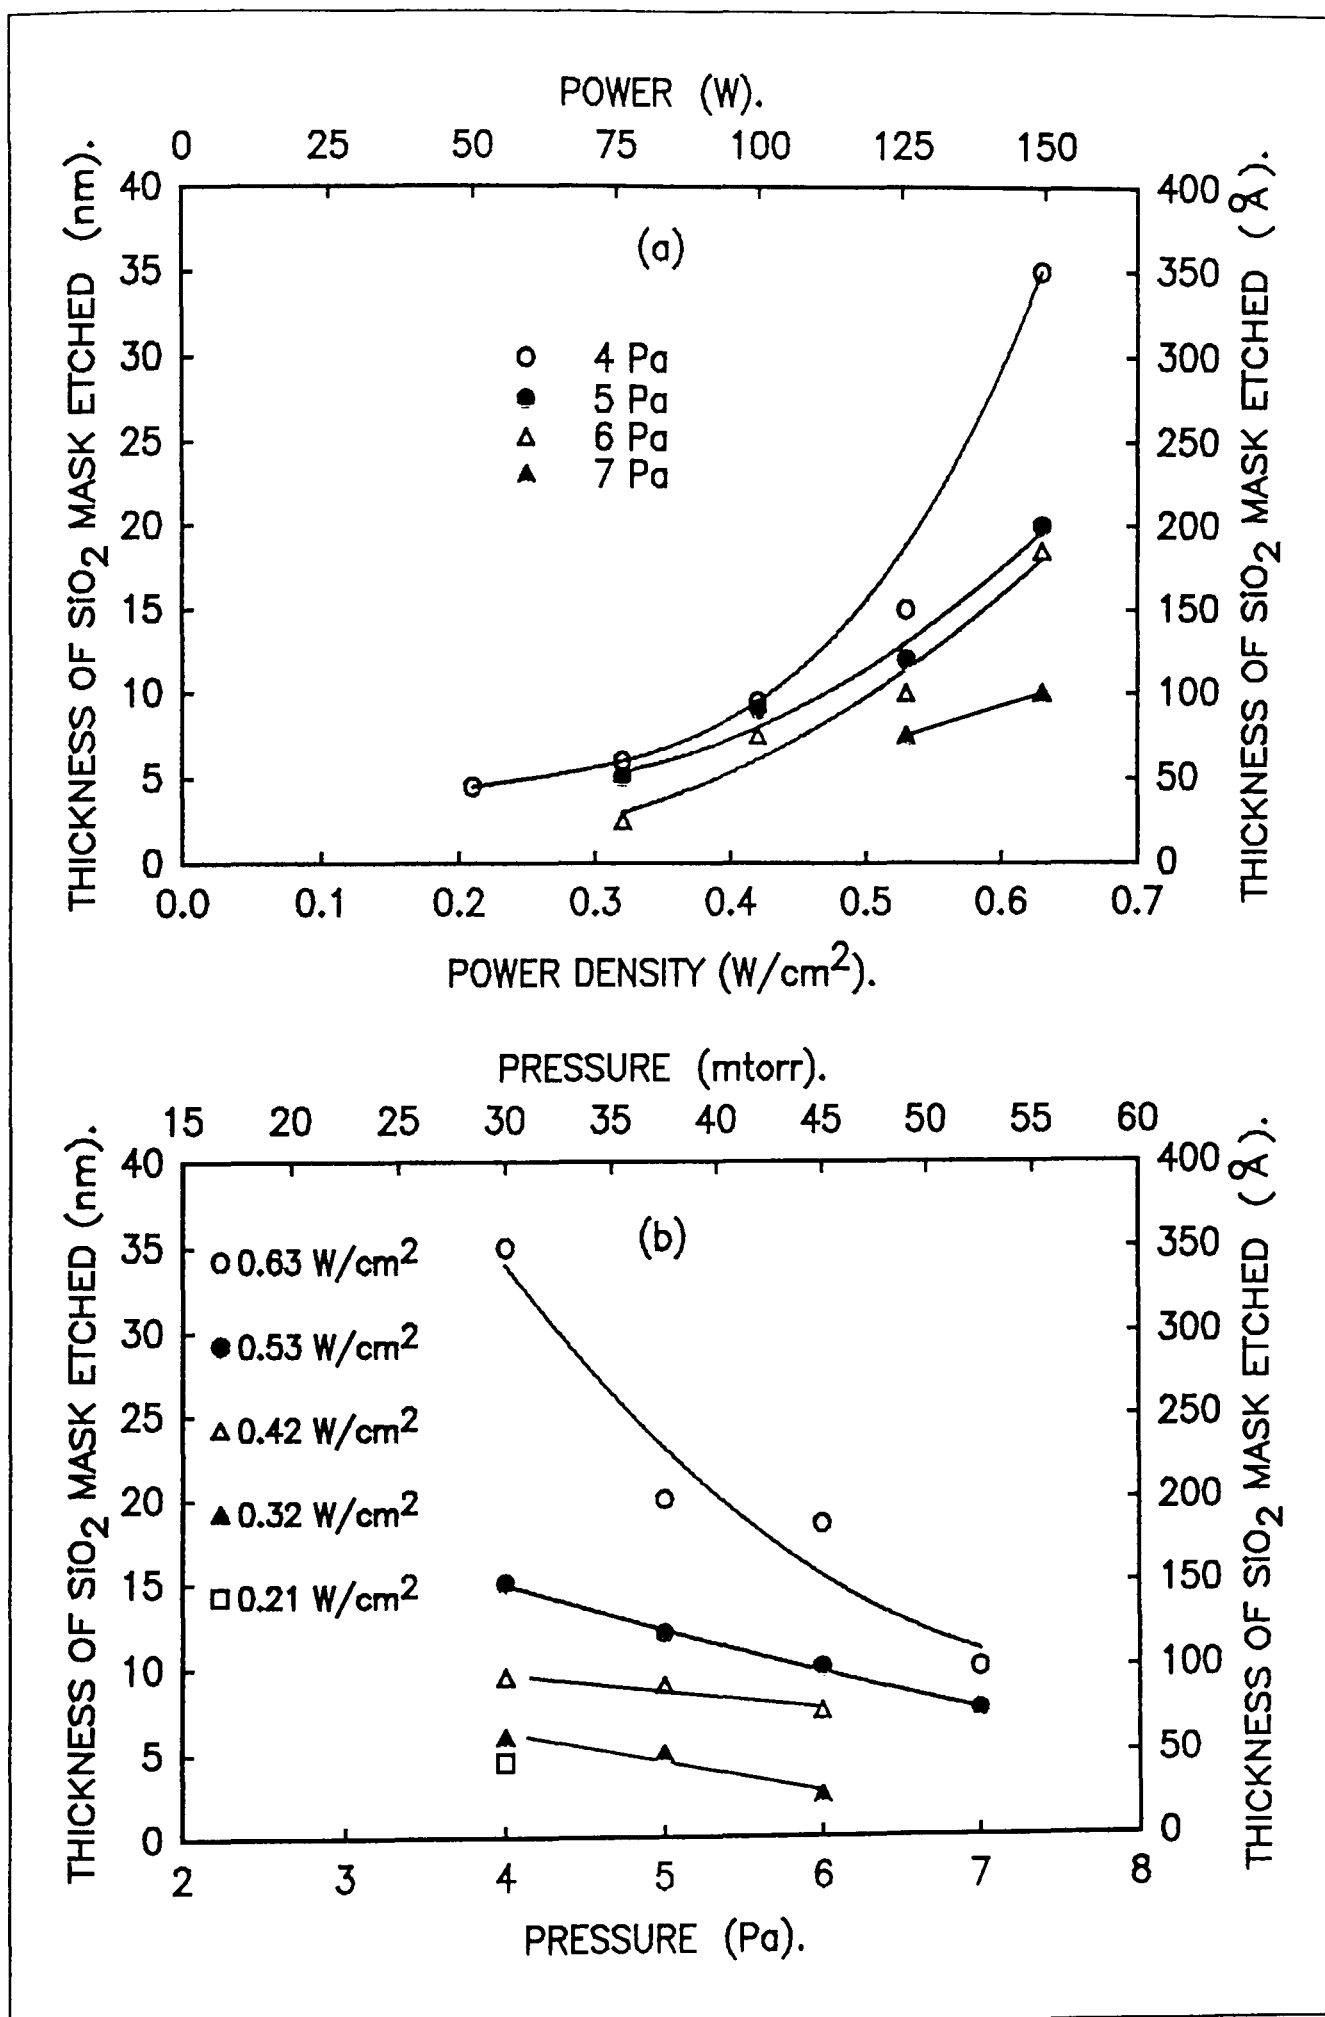 POWER (W).
0 25 50 75 100 125 150
THICKNESS OF SiO2 MASK ETCHED (nm).
40
35
30
25
20
15
10
5
0
(a)
4 Pa
5 Pa
6 Pa
7 Pa
400
350
300
250
200
150
100
50
0
THICKNESS OF SiO2 MASK ETCHED (Å).
0.0 0.1 0.2 0.3 0.4 0.5 0.6 0.7
POWER DENSITY (W/cm2).
PRESSURE (mtorr).
15 20 25 30 35 40 45 50 55 60
THICKNESS OF SiO2 MASK ETCHED (nm).
40
35
30
25
20
15
10
5
0
(b)
0.63 W/cm2
0.53 W/cm2
0.42 W/cm2
0.32 W/cm2
0.21 W/cm2
400
350
300
250
200
150
100
50
0
THICKNESS OF SiO2 MASK ETCHED (Å).
2 3 4 5 6 7 8
PRESSURE (Pa).